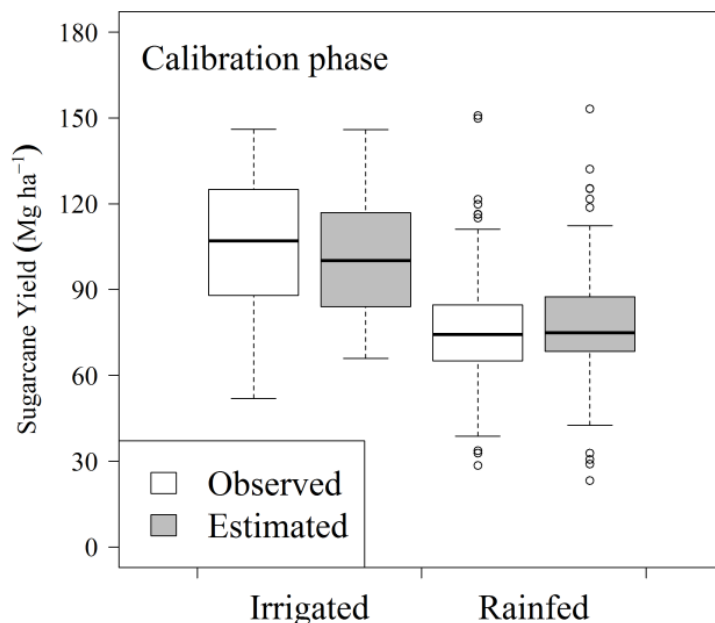 Calibration phase
Sugarcane Yield (Mg ha⁻¹)
180
150
120
90
60
30
0
Observed
Estimated
Irrigated Rainfed